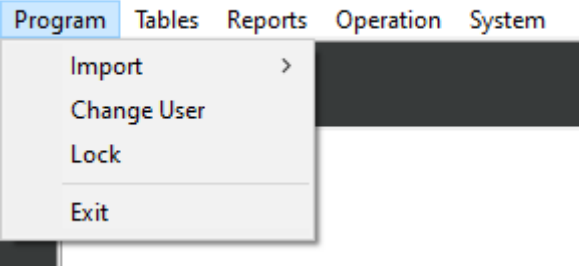 Program Tables Reports Operation System
Import
Change User
Lock
Exit